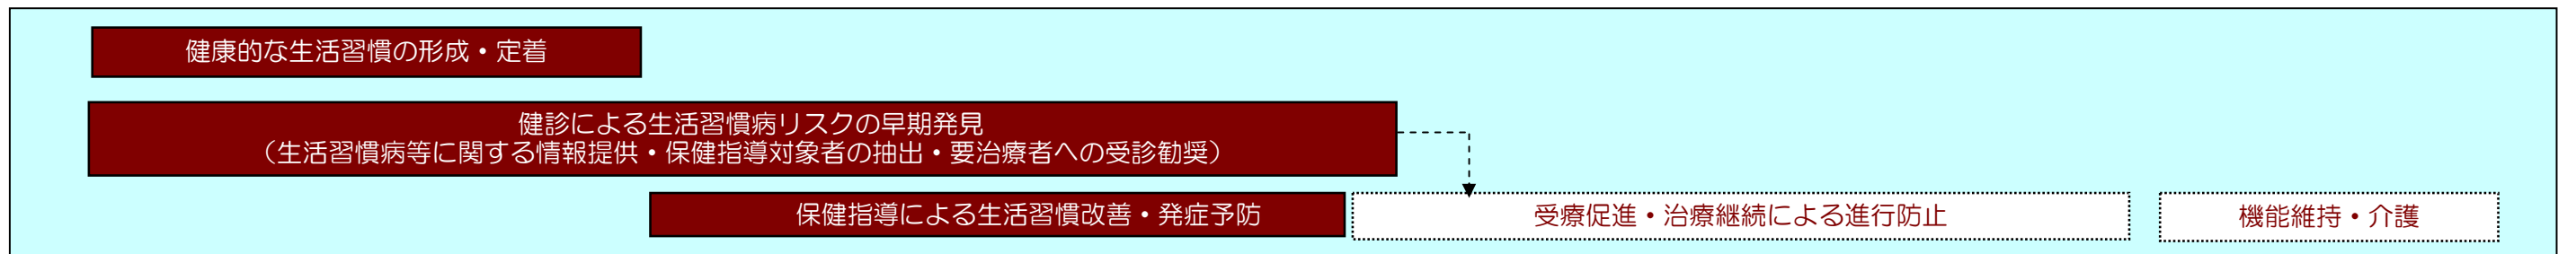 健康的な生活習慣の形成・定着
健診による生活習慣病リスクの早期発見
（生活習慣病等に関する情報提供・保健指導対象者の抽出・要治療者への受診勧奨）
保健指導による生活習慣改善・発症予防
受療促進・治療継続による進行防止
機能維持・介護